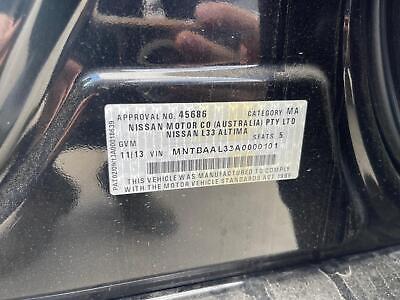 APPROVAL NO. 45686 CATEGORY MA
NISSAN MOTOR CO (AUSTRALIA) PTY LTD
NISSAN L33 ALTIMA
GVM SEATS 5
11/13 VIN MNTBAAL33A0000101
THIS VEHICLE WAS MANUFACTURED TO COMPLY WITH
THE MOTOR VEHICLE STANDARDS ACT 1989